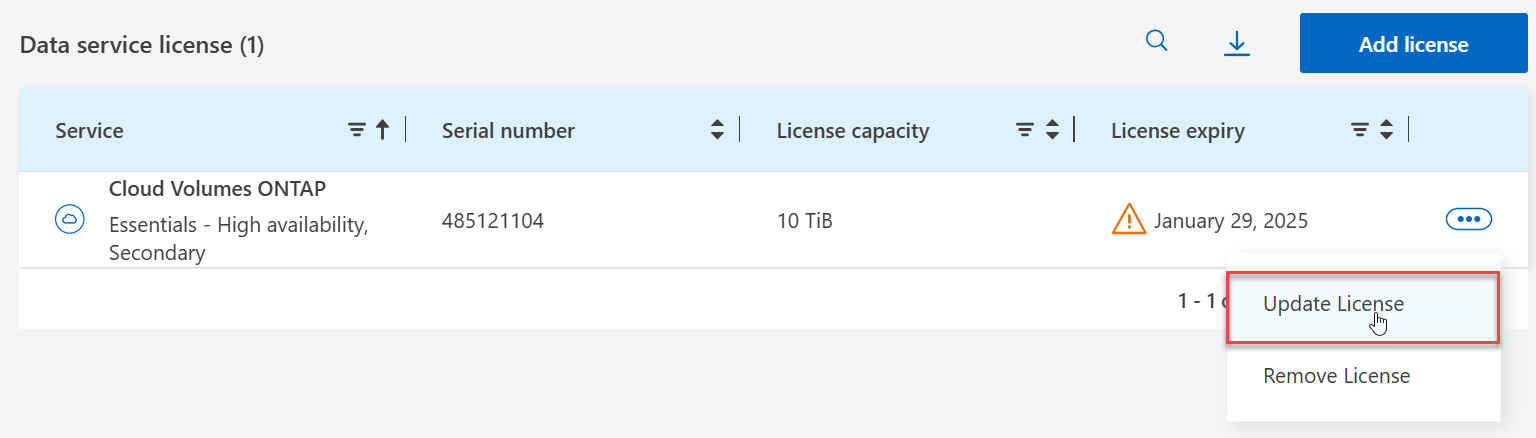 Data service license (1)
Add license
Service
Serial number
License capacity
License expiry
Cloud Volumes ONTAP
Essentials - High availability,
Secondary
485121104
10 TiB
January 29, 2025
1 - 1
Update License
Remove License